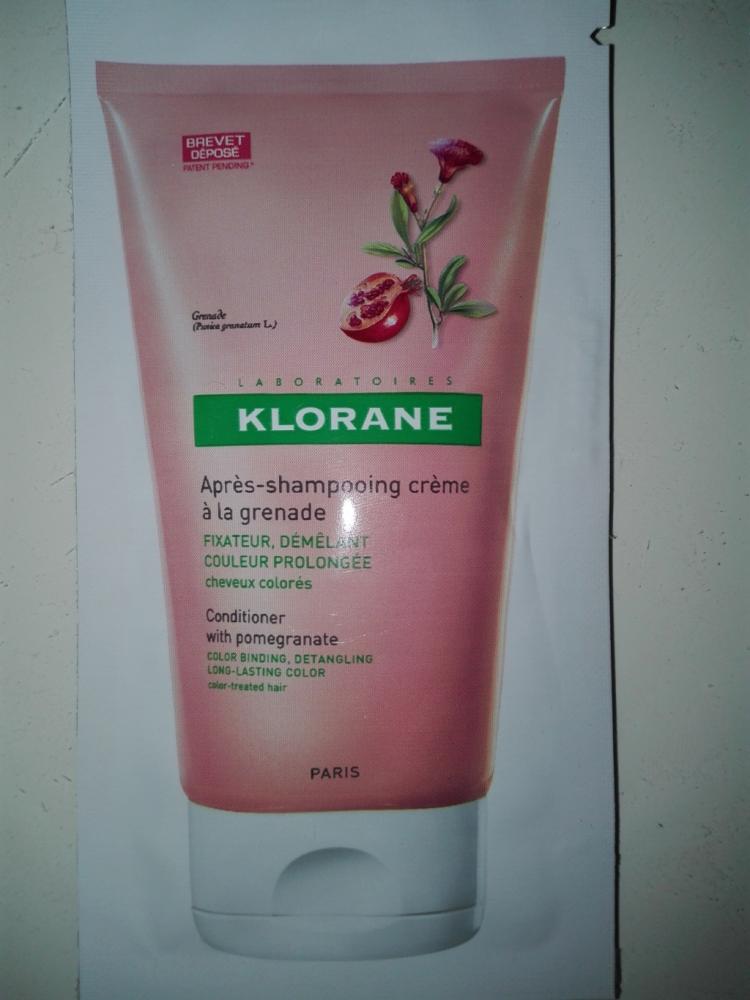 BREVET
DÉPOSÉ
PATENT PENDING*
Grenade
(Punica granatum L.)
LABORATOIRES
KLORANE
Après-shampooing crème
à la grenade
FIXATEUR, DÉMÊLANT
COULEUR PROLONGÉE
cheveux colorés
Conditioner
with pomegranate
COLOR BINDING, DETANGLING
LONG-LASTING COLOR
color-treated hair
PARIS